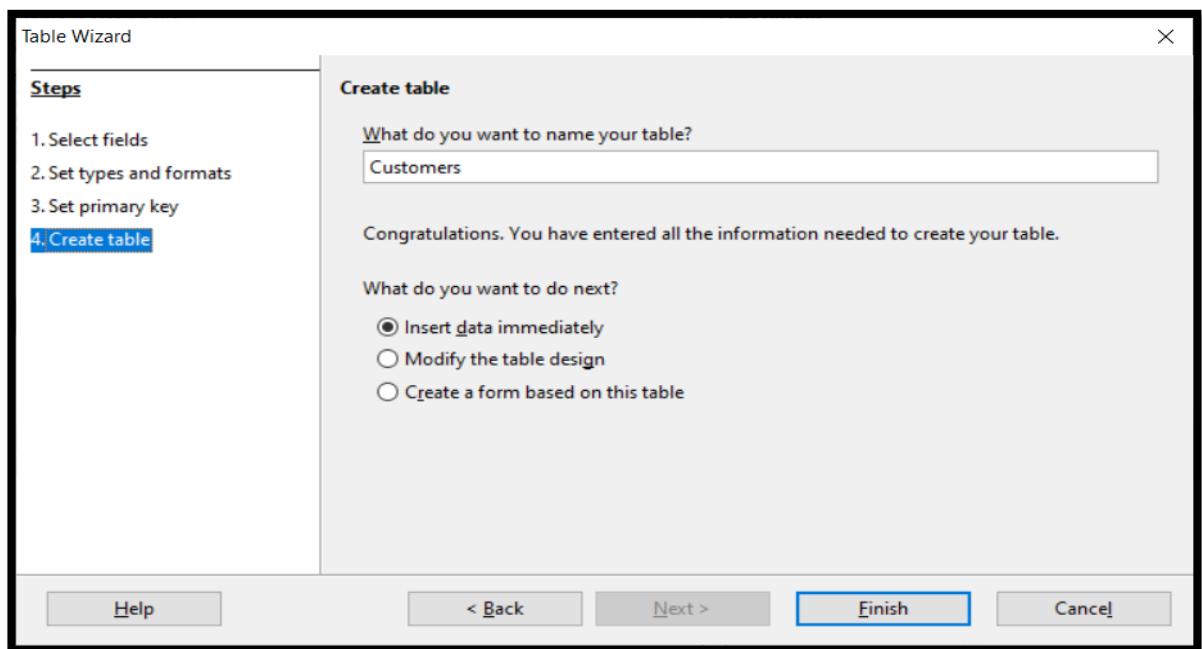 Table Wizard
Steps
1. Select fields
2. Set types and formats
3. Set primary key
4. Create table
Create table
What do you want to name your table?
Customers
Congratulations. You have entered all the information needed to create your table.
What do you want to do next?
Insert data immediately
Modify the table design
Create a form based on this table
Help
< Back
Next >
Finish
Cancel